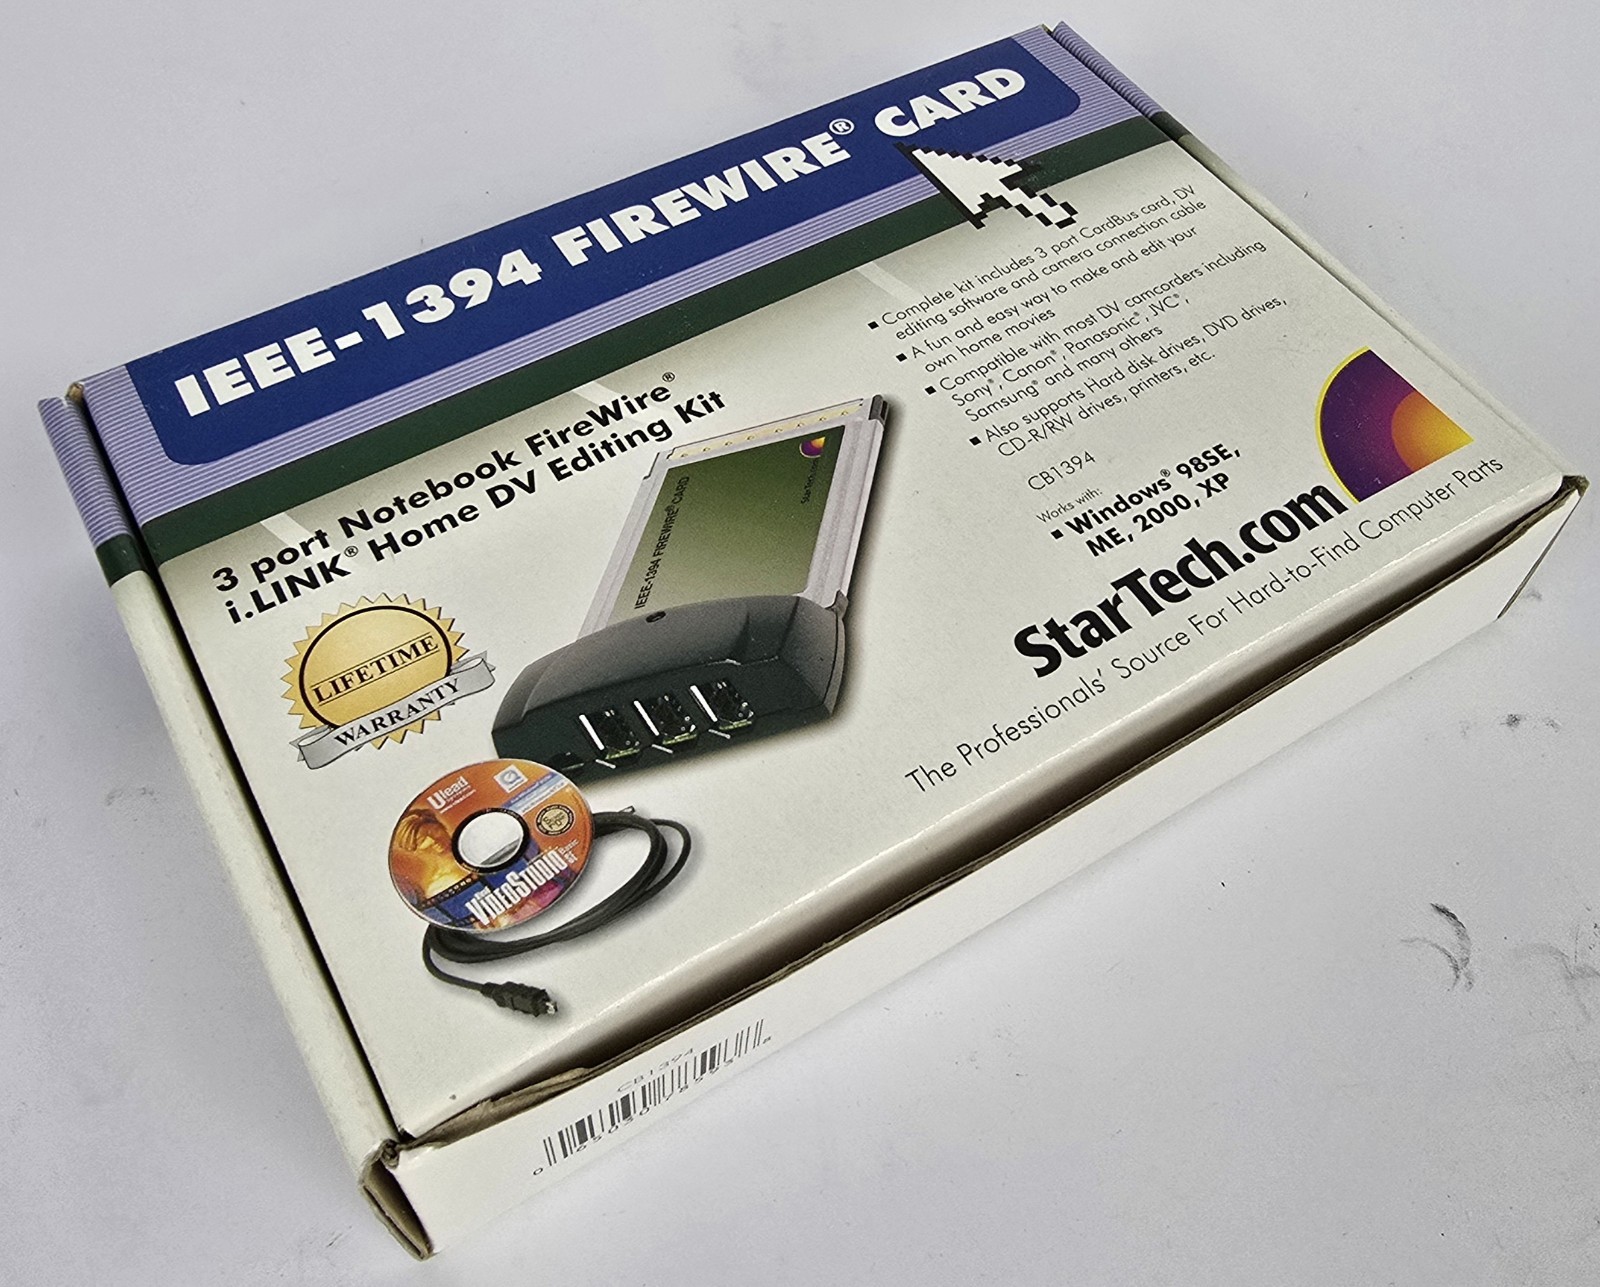 IEEE-1394 FIREWIRE® CARD
3 port Notebook FireWire®
i.LINK® Home DV Editing Kit
LIFETIME
WARRANTY
IEEE-1394 FIREWIRE® CARD
StarTech.com
Ulead
VIDEOSTUDIO
Basic
▪ Complete kit includes 3 port CardBus card, DV
editing software and camera connection cable
▪ A fun and easy way to make and edit your
own home movies
▪ Compatible with most DV camcorders including
Sony®, Canon®, Panasonic®, JVC®,
Samsung® and many others
▪ Also supports Hard disk drives, DVD drives,
CD-R/RW drives, printers, etc.
CB1394
Works with:
▪ Windows® 98SE,
ME, 2000, XP
StarTech.com
The Professionals' Source For Hard-to-Find Computer Parts
CB1394